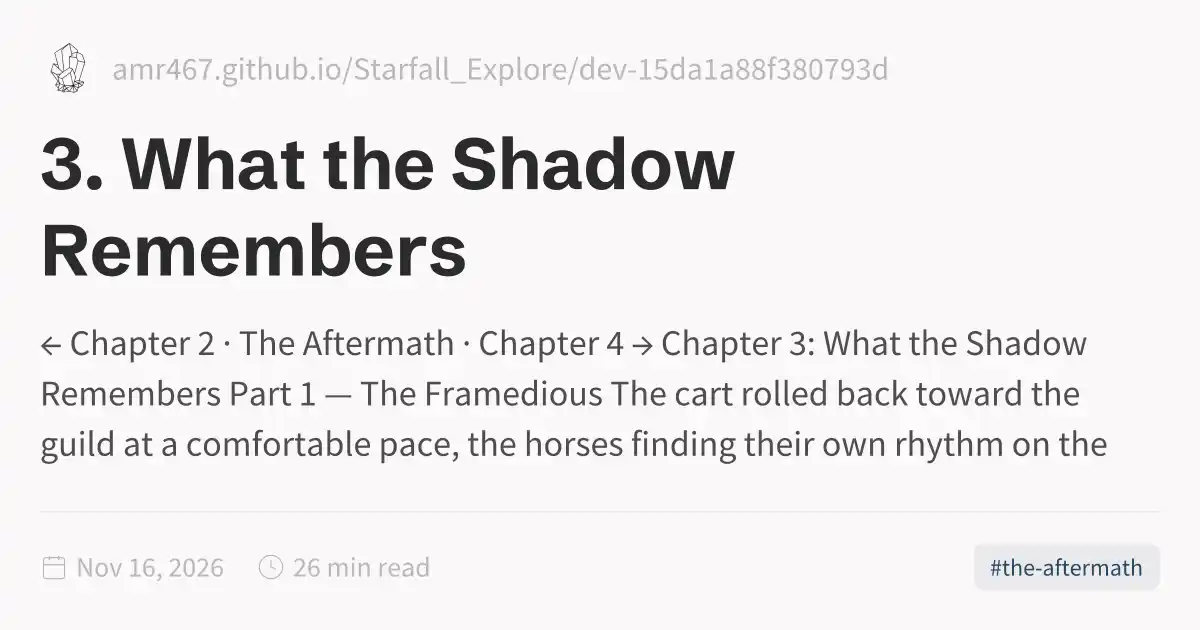 amr467.github.io/Starfall_Explore/dev-15da1a88f380793d
3. What the Shadow
Remembers
← Chapter 2 · The Aftermath · Chapter 4 → Chapter 3: What the Shadow
Remembers Part 1 — The Framedious The cart rolled back toward the
guild at a comfortable pace, the horses finding their own rhythm on the
Nov 16, 2026
26 min read
#the-aftermath